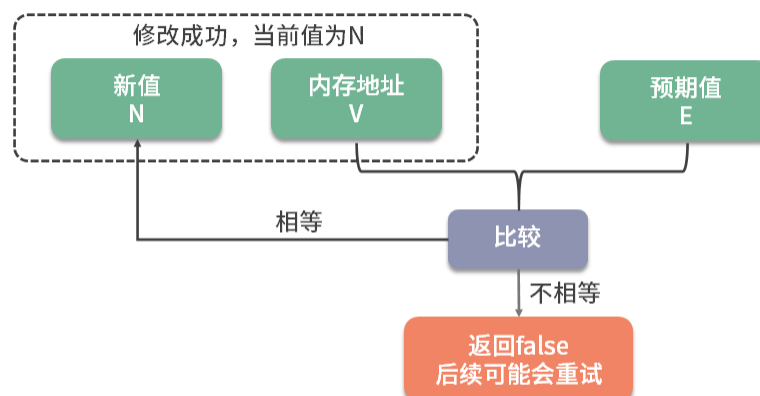 修改成功，当前值为N
新值
N
内存地址
V
预期值
E
相等
比较
不相等
返回false
后续可能会重试